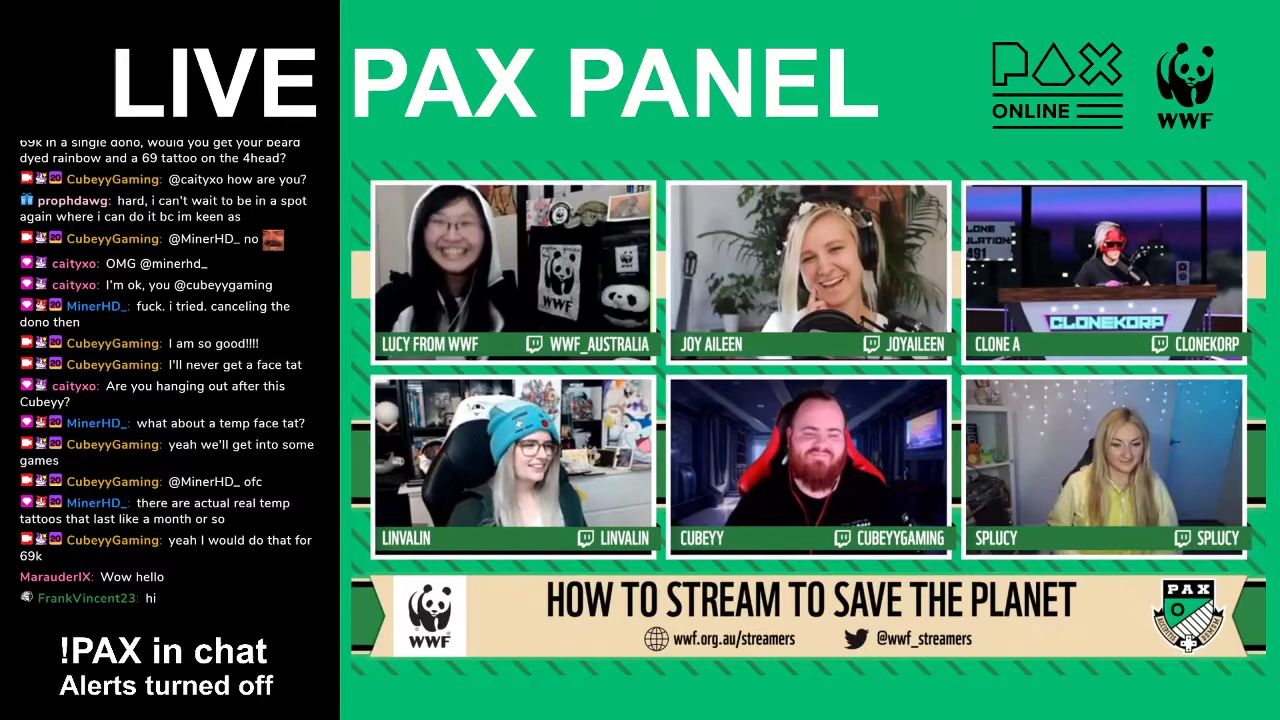 LIVE PAX PANEL
PAX
ONLINE
WWF
69k in a single dono, would you get your beard
dyed rainbow and a 69 tattoo on the 4head?
CubeyyGaming: @caityxo how are you?
prophdawg: hard, i can't wait to be in a spot
again where i can do it bc im keen as
CubeyyGaming: @MinerHD_ no
caityxo: OMG @minerhd_
caityxo: I'm ok, you @cubeyygaming
MinerHD_: fuck. i tried. canceling the
dono then
CubeyyGaming: I am so good!!!!
CubeyyGaming: I'll never get a face tat
caityxo: Are you hanging out after this
Cubeyy?
MinerHD_: what about a temp face tat?
CubeyyGaming: yeah we'll get into some
games
CubeyyGaming: @MinerHD_ ofc
MinerHD_: there are actual real temp
tattoos that last like a month or so
CubeyyGaming: yeah I would do that for
69k
MarauderIX: Wow hello
FrankVincent23: hi
!PAX in chat
Alerts turned off
WWF
LUCY FROM WWF WWF_AUSTRALIA
JOY AILEEN JOYAILEEN
LONE
ULATION
491
CLONEKORP
CLONE A CLONEKORP
LINVALIN LINVALIN
CUBEYY CUBEYYGAMING
SPLUCY SPLUCY
WWF
HOW TO STREAM TO SAVE THE PLANET
wwf.org.au/streamers @wwf_streamers
PAX